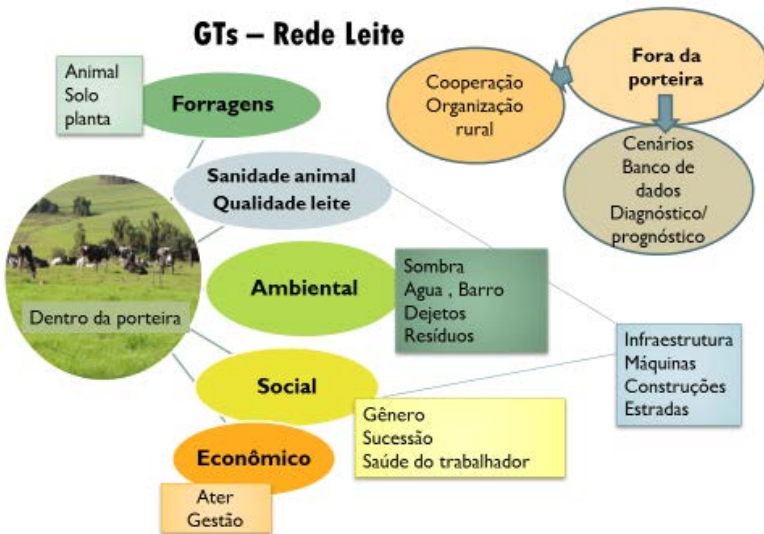 GTs – Rede Leite
Animal
Solo
planta
Forragens
Cooperação
Organização
rural
Fora da
porteira
Cenários
Banco de
dados
Diagnóstico/
prognóstico
Sanidade animal
Qualidade leite
Dentro da porteira
Ambiental
Sombra
Agua , Barro
Dejetos
Resíduos
Infraestrutura
Máquinas
Construções
Estradas
Social
Gênero
Sucessão
Saúde do trabalhador
Econômico
Ater
Gestão